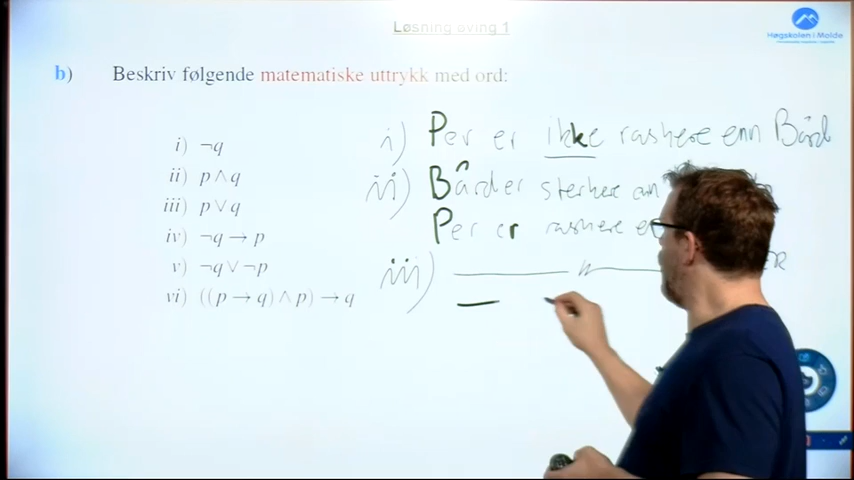 Løsning øving 1
Høgskolen i Molde
b) Beskriv følgende matematiske uttrykk med ord:
i) ¬q
ii) p ∧ q
iii) p ∨ q
iv) ¬q → p
v) ¬q ∨ ¬p
vi) ((p → q) ∧ p) → q
i) Per er ikke raskere enn Bård
ii) Bård er sterkere enn
Per er raskere
iii) — " —